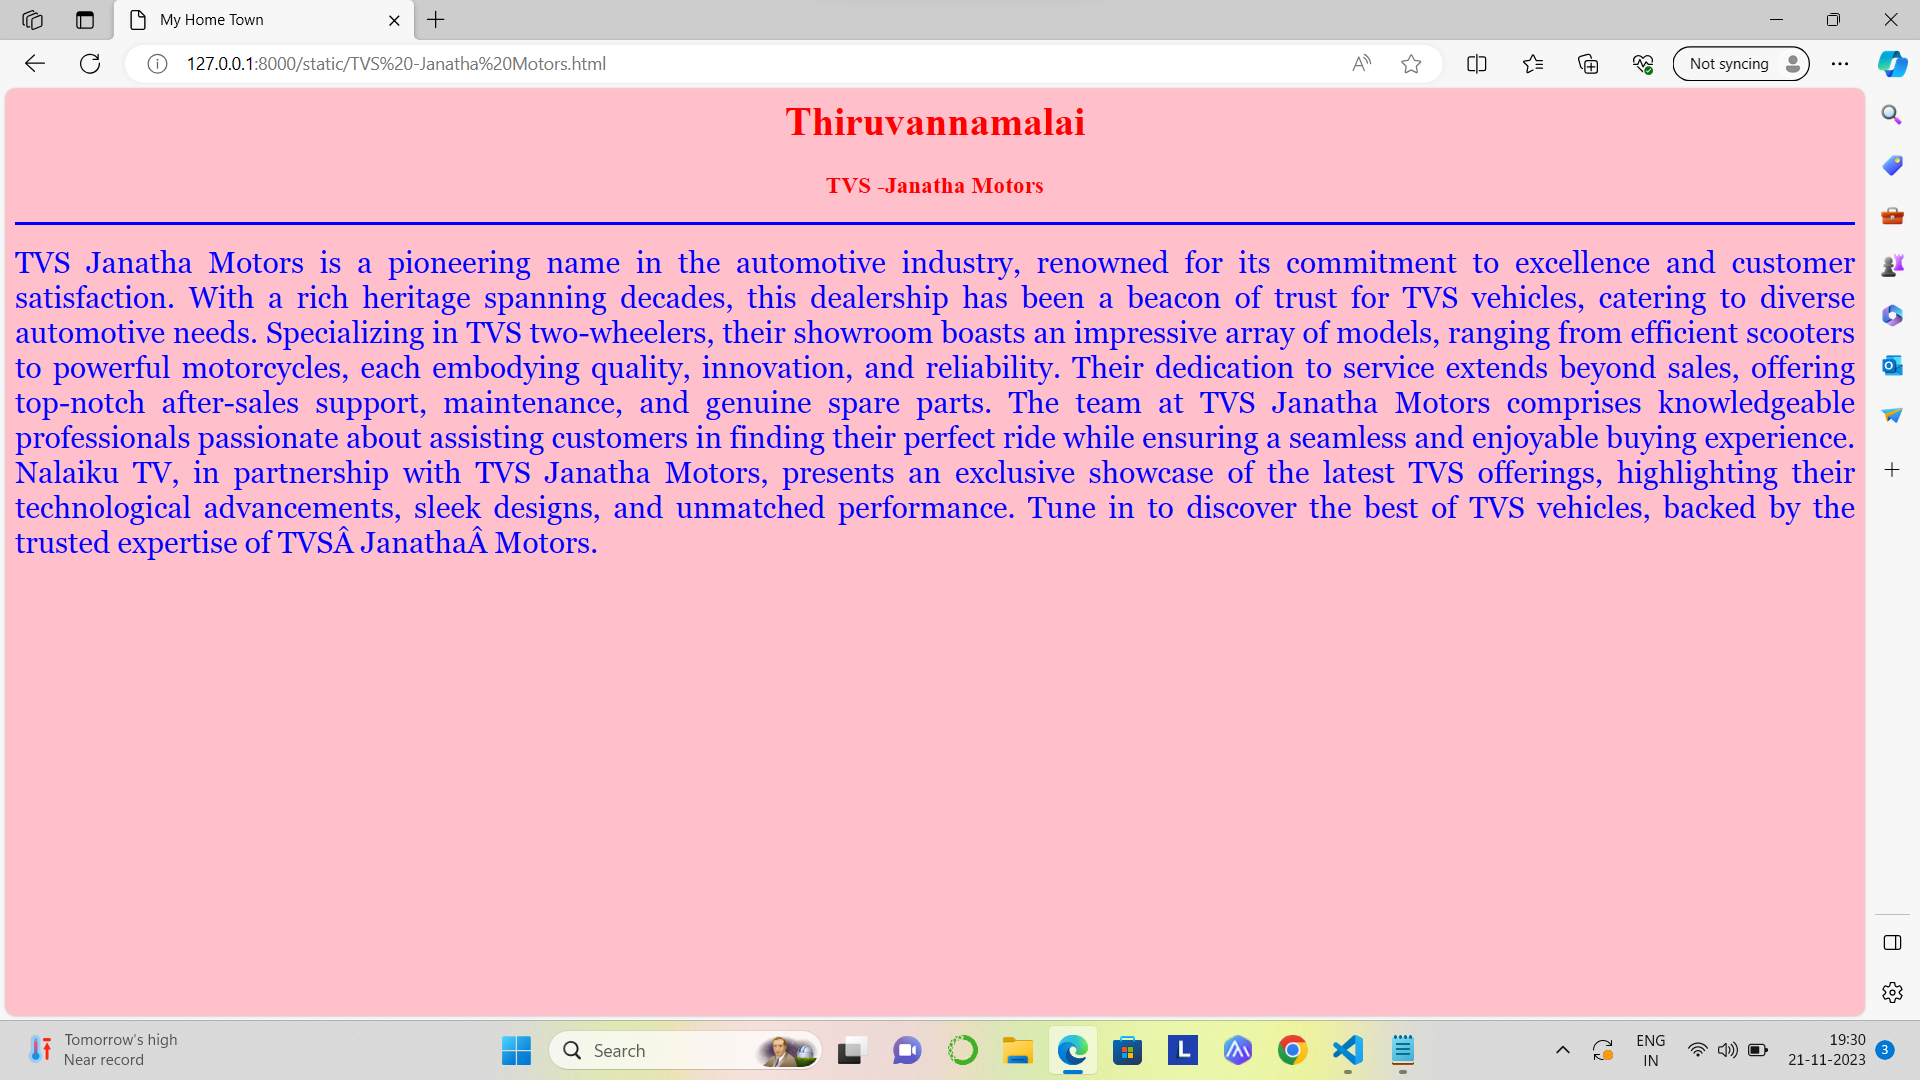 My Home Town
127.0.0.1:8000/static/TVS%20-Janatha%20Motors.html
Not syncing
Thiruvannamalai
TVS -Janatha Motors
TVS Janatha Motors is a pioneering name in the automotive industry, renowned for its commitment to excellence and customer
satisfaction. With a rich heritage spanning decades, this dealership has been a beacon of trust for TVS vehicles, catering to diverse
automotive needs. Specializing in TVS two-wheelers, their showroom boasts an impressive array of models, ranging from efficient scooters
to powerful motorcycles, each embodying quality, innovation, and reliability. Their dedication to service extends beyond sales, offering
top-notch after-sales support, maintenance, and genuine spare parts. The team at TVS Janatha Motors comprises knowledgeable
professionals passionate about assisting customers in finding their perfect ride while ensuring a seamless and enjoyable buying experience.
Nalaiku TV, in partnership with TVS Janatha Motors, presents an exclusive showcase of the latest TVS offerings, highlighting their
technological advancements, sleek designs, and unmatched performance. Tune in to discover the best of TVS vehicles, backed by the
trusted expertise of TVSÂ JanathaÂ Motors.
Tomorrow's high
Near record
Search
L
ENG
IN
19:30
21-11-2023
3